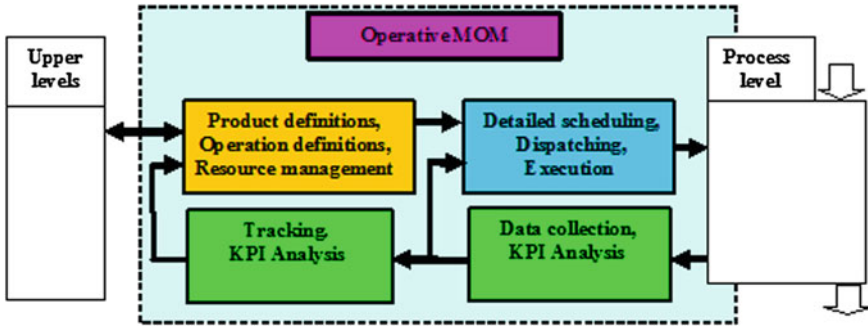 Operative MOM
Upper
levels
Process
level
Product definitions,
Operation definitions,
Resource management
Detailed scheduling,
Dispatching,
Execution
Tracking,
KPI Analysis
Data collection,
KPI Analysis